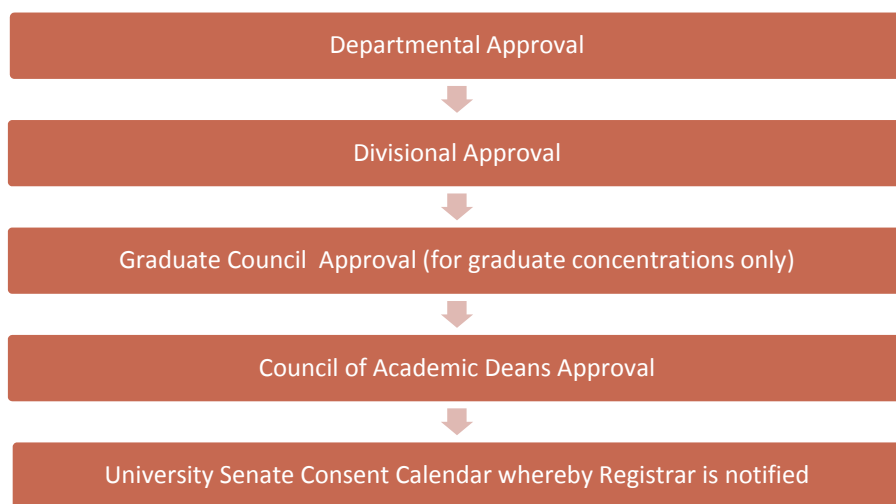 Departmental Approval
Divisional Approval
Graduate Council  Approval (for graduate concentrations only)
Council of Academic Deans Approval
University Senate Consent Calendar whereby Registrar is notified